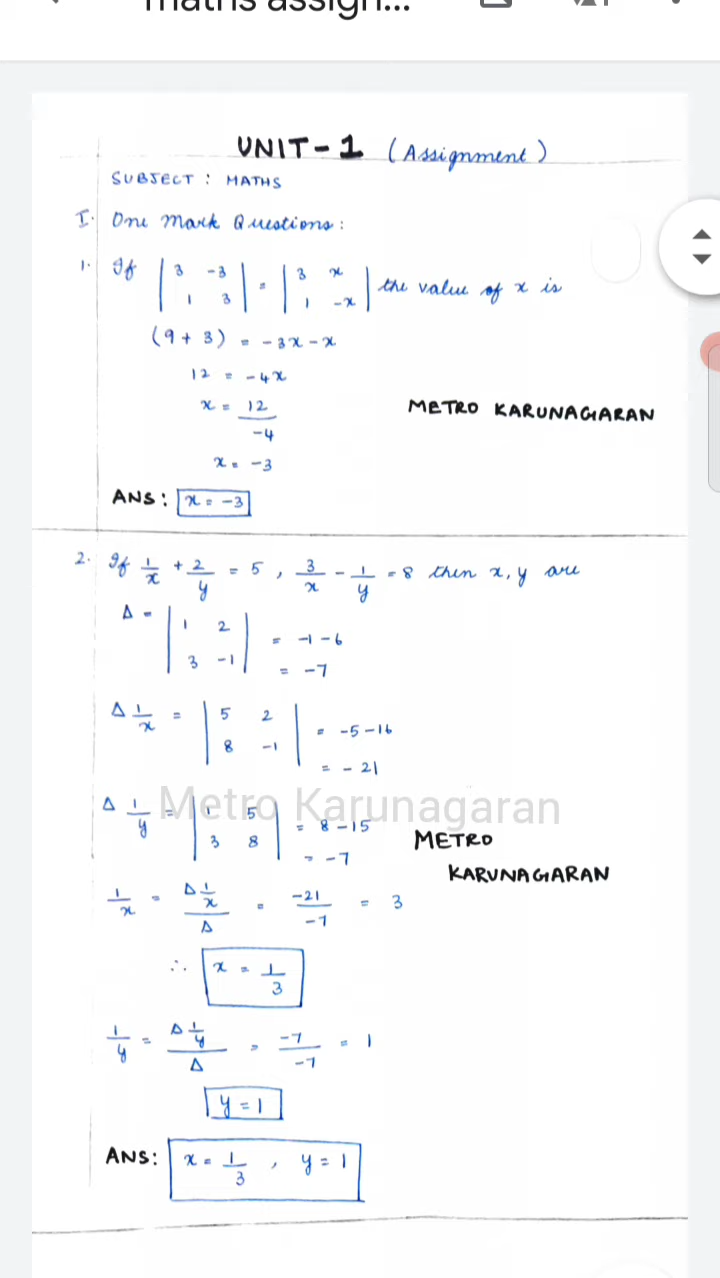 maths assign...
UNIT-1 (Assignment)
SUBJECT : MATHS
I. One Mark Questions:
1. If | 3 -3 | = | 3 x | the value of x is
| 1 3 | | 1 -x |
(9 + 3) = -3x - x
12 = -4x
x = 12/-4
METRO KARUNAGARAN
x = -3
ANS: x = -3
2. If 1/x + 2/y = 5 , 3/x - 1/y = 8 then x, y are
Δ = | 1 2 | = -1-6
| 3 -1 | = -7
Δ 1/x = | 5 2 | = -5-16
| 8 -1 | = -21
Metro Karunagaran
Δ 1/y = | 1 5 | = 8-15
| 3 8 | = -7
METRO
KARUNAGARAN
1/x = Δ 1/x / Δ = -21/-7 = 3
∴ x = 1/3
1/y = Δ 1/y / Δ = -7/-7 = 1
y = 1
ANS: x = 1/3 , y = 1